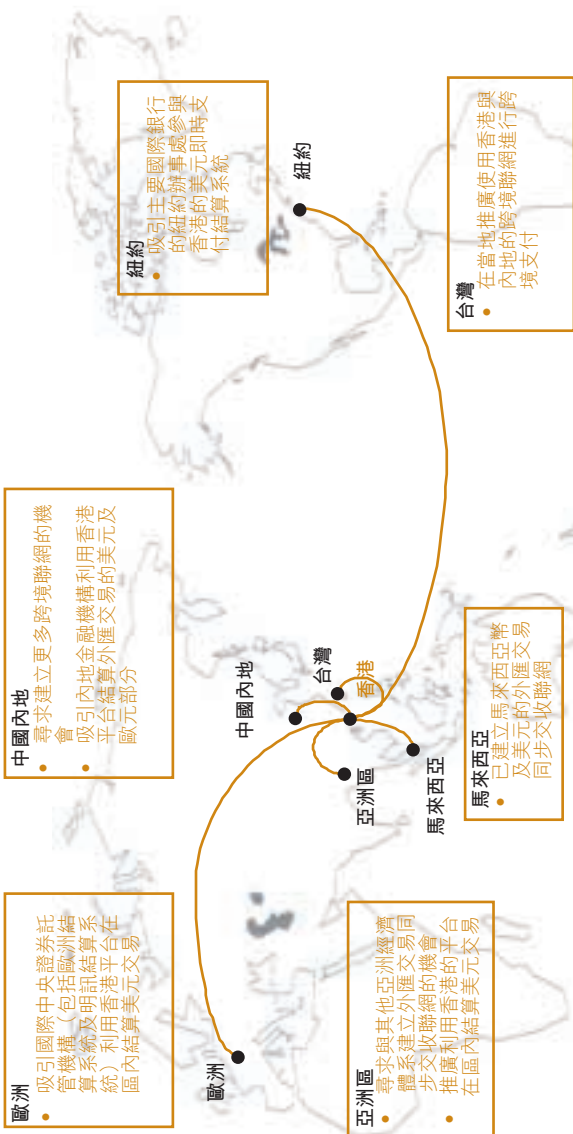 歐洲
• 吸引國際中央證券託
管機構（包括歐洲結
算系統及明訊結算系
統）利用香港平台在
區內結算美元交易
中國內地
• 尋求建立更多跨境聯網的機
會
• 吸引內地金融機構利用香港
平台結算外匯交易的美元及
歐元部分
紐約
• 吸引主要國際銀行
的紐約辦事處參與
香港的美元即時支
付結算系統
歐洲
中國內地
台灣
香港
亞洲區
馬來西亞
紐約
亞洲區
• 尋求與其他亞洲經濟
體系建立外匯交易同
步交收聯網的機會
• 推廣利用香港的平台
在區內結算美元交易
馬來西亞
• 已建立馬來西亞幣
及美元的外匯交易
同步交收聯網
台灣
• 在當地推廣使用香港與
內地的跨境聯網進行跨
境支付